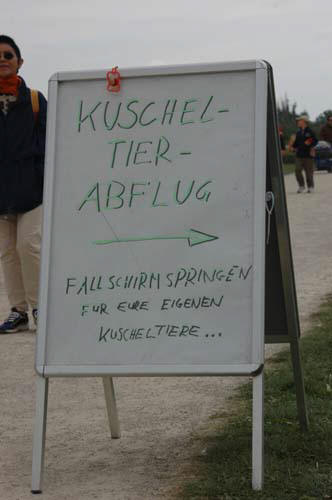 KUSCHEL-
TIER-
ABFLUG
FALLSCHIRMSPRINGEN
FÜR EURE EIGENEN
KUSCHELTIERE...